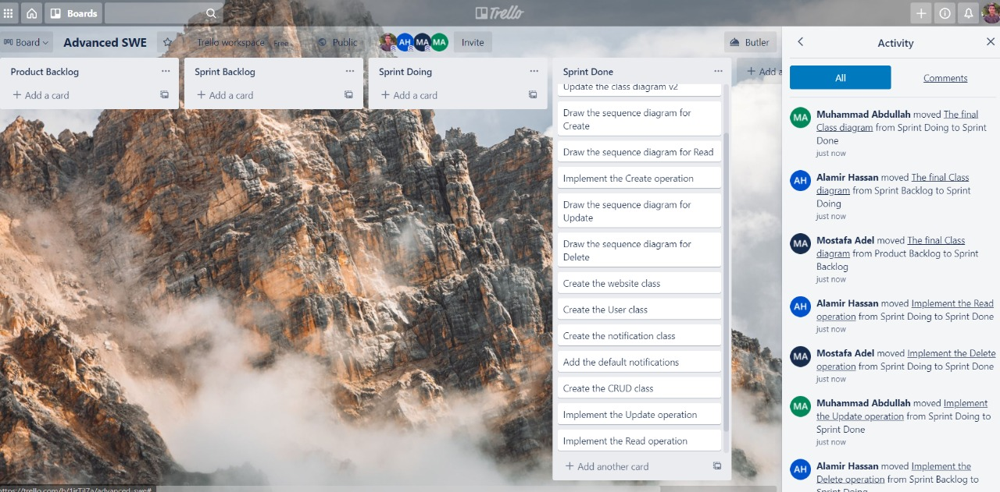 Boards
Trello
Board
Advanced SWE
Trello workspace
Free
Public
AH
MA
MA
Invite
Butler
Product Backlog
Add a card
Sprint Backlog
Add a card
Sprint Doing
Add a card
Sprint Done
Update the class diagram v2
Draw the sequence diagram for
Create
Draw the sequence diagram for Read
Implement the Create operation
Draw the sequence diagram for
Update
Draw the sequence diagram for
Delete
Create the website class
Create the User class
Create the notification class
Add the default notifications
Create the CRUD class
Implement the Update operation
Implement the Read operation
Add another card
Add a
Activity
All
Comments
MA
Muhammad Abdullah moved The final
Class diagram from Sprint Doing to Sprint
Done
just now
AH
Alamir Hassan moved The final Class
diagram from Sprint Backlog to Sprint
Doing
just now
MA
Mostafa Adel moved The final Class
diagram from Product Backlog to Sprint
Backlog
just now
AH
Alamir Hassan moved Implement the Read
operation from Sprint Doing to Sprint Done
just now
MA
Mostafa Adel moved Implement the Delete
operation from Sprint Doing to Sprint Done
just now
MA
Muhammad Abdullah moved Implement
the Update operation from Sprint Doing to
Sprint Done
just now
AH
Alamir Hassan moved Implement the
Delete operation from Sprint Backlog to
Sprint Doing